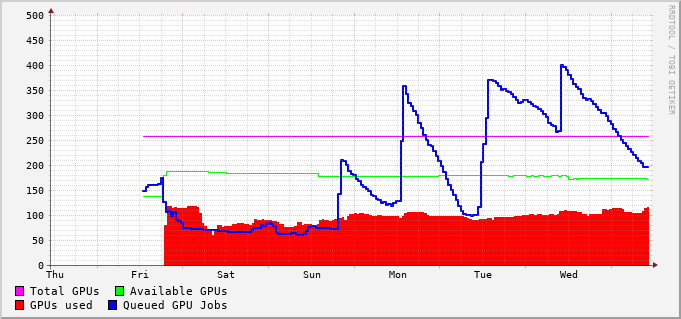 500
450
400
350
300
250
200
150
100
50
0
Thu Fri Sat Sun Mon Tue Wed
Total GPUs Available GPUs
GPUs used Queued GPU Jobs
RRDTOOL / TOBI OETIKER